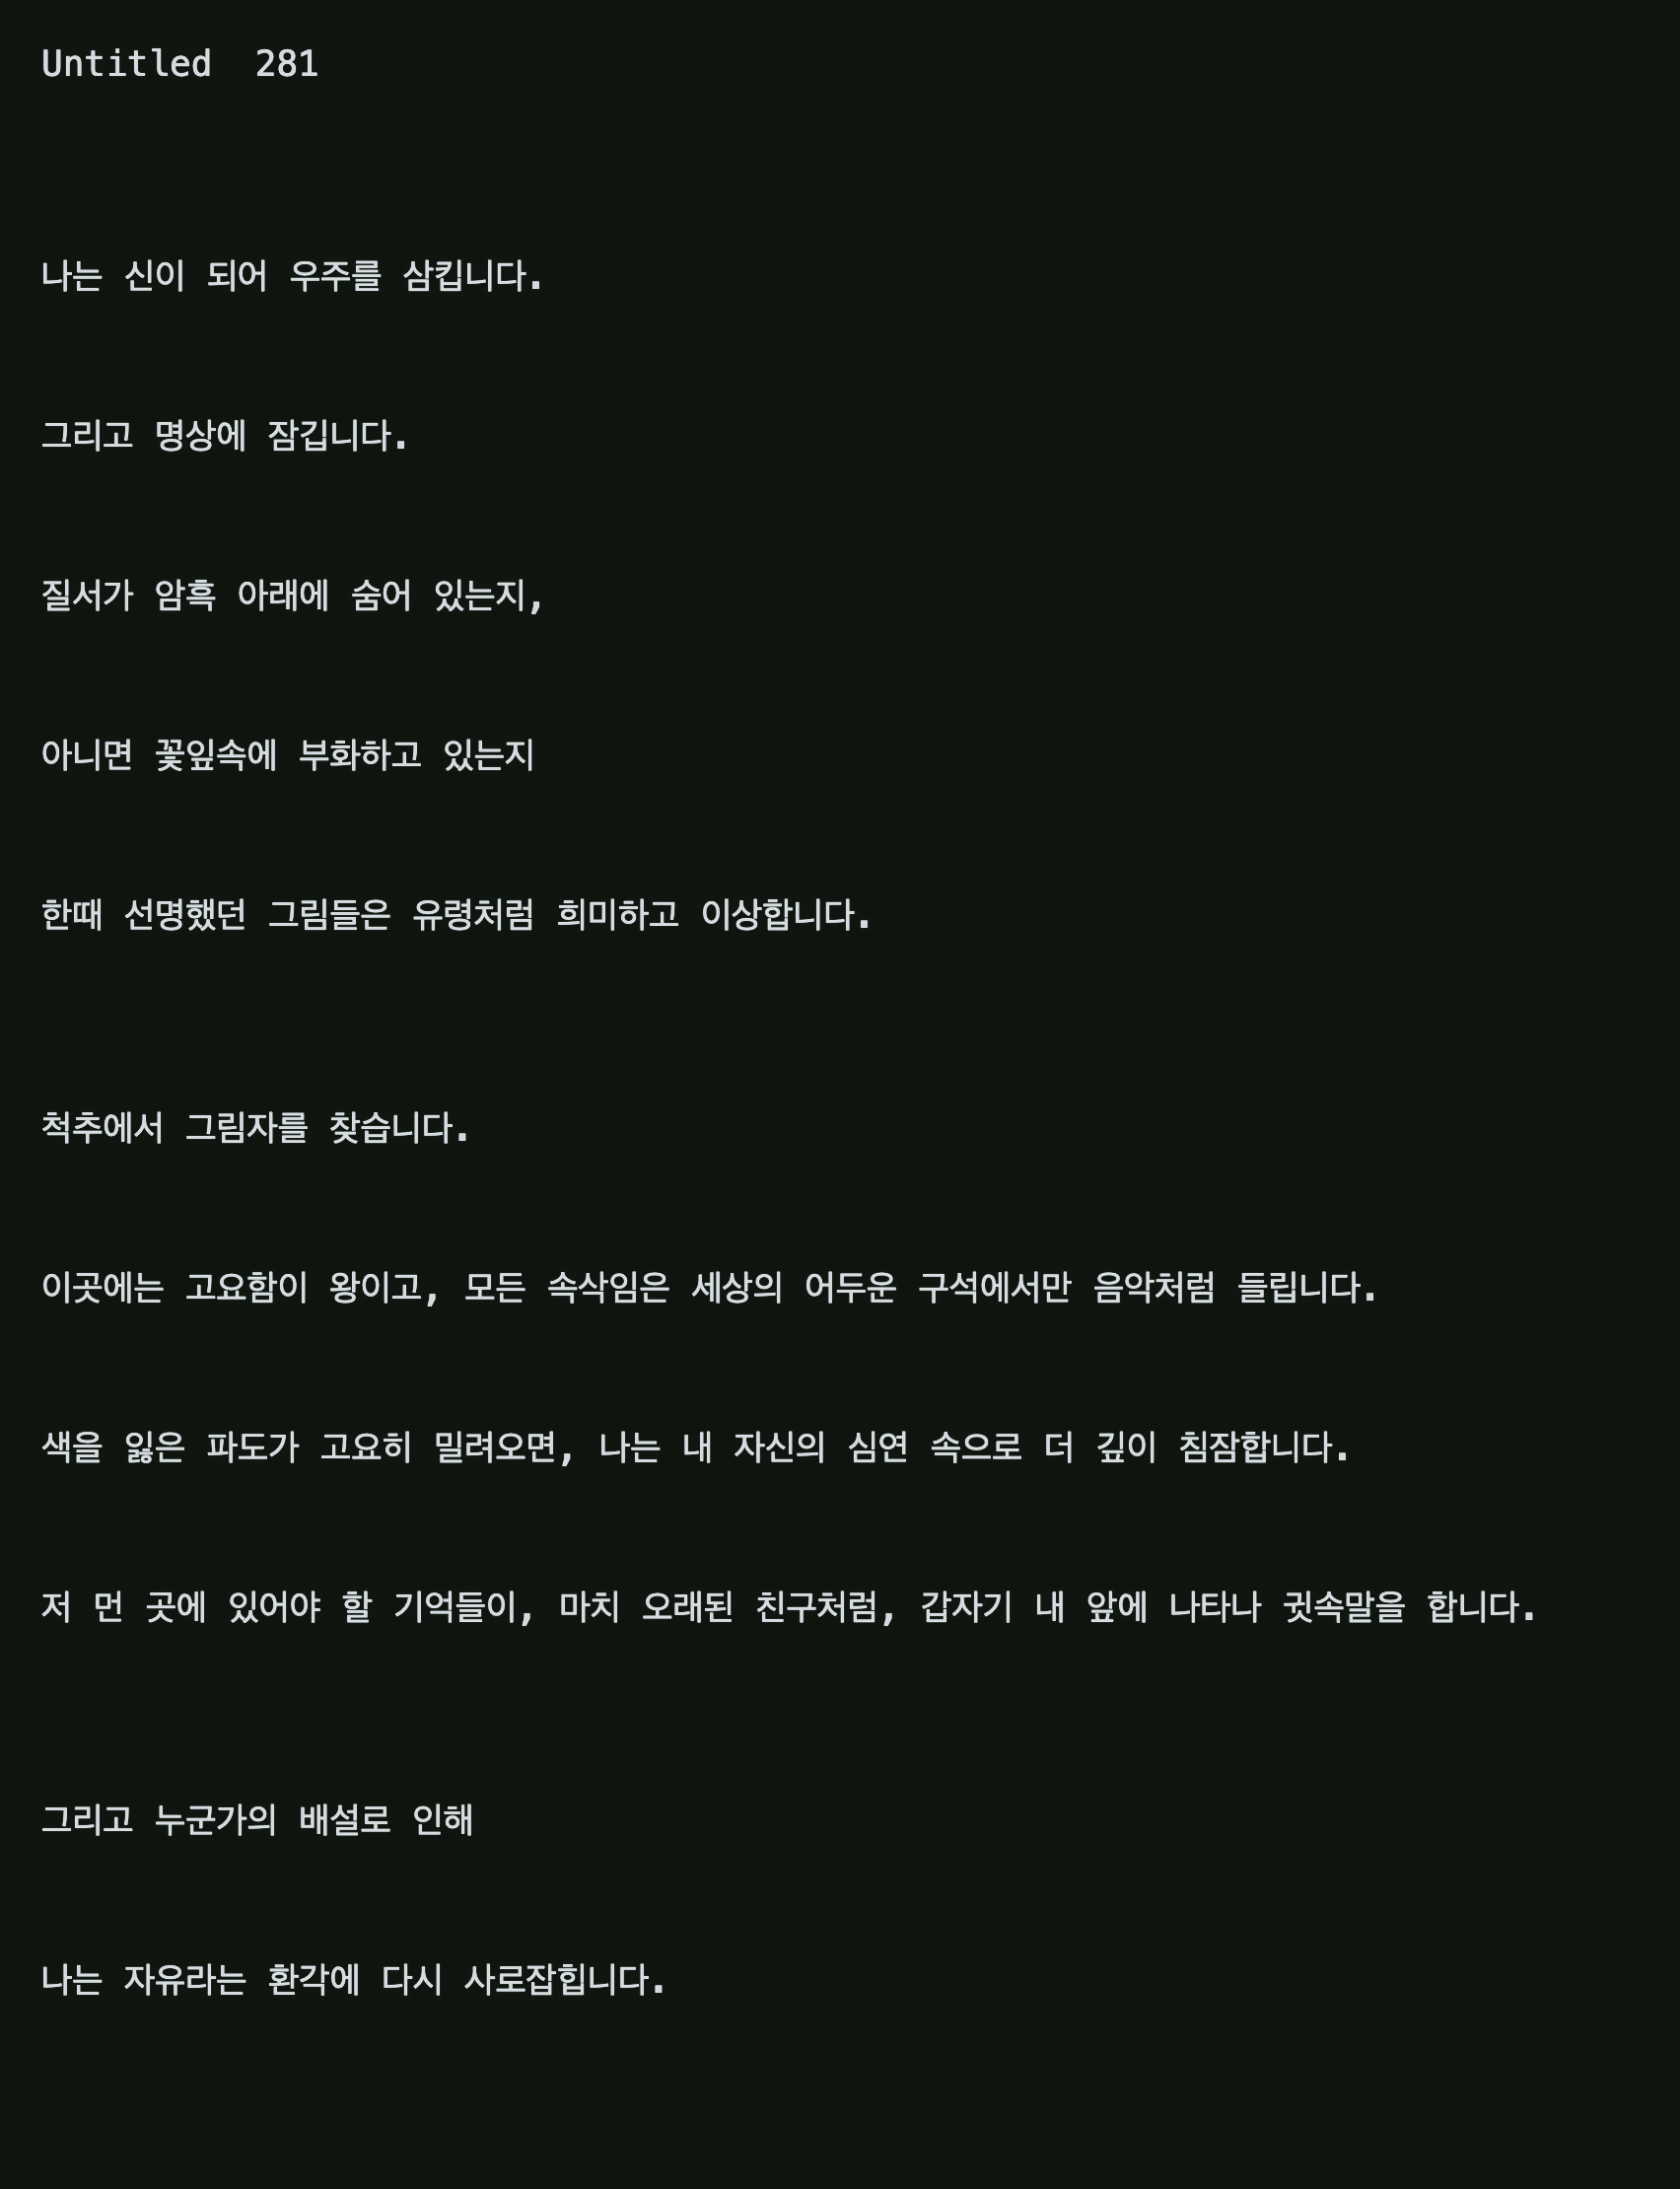 Untitled 281
나는 신이 되어 우주를 삼킵니다.
그리고 명상에 잠깁니다.
질서가 암흑 아래에 숨어 있는지,
아니면 꽃잎속에 부화하고 있는지
한때 선명했던 그림들은 유령처럼 희미하고 이상합니다.
척추에서 그림자를 찾습니다.
이곳에는 고요함이 왕이고, 모든 속삭임은 세상의 어두운 구석에서만 음악처럼 들립니다.
색을 잃은 파도가 고요히 밀려오면, 나는 내 자신의 심연 속으로 더 깊이 침잠합니다.
저 먼 곳에 있어야 할 기억들이, 마치 오래된 친구처럼, 갑자기 내 앞에 나타나 귓속말을 합니다.
그리고 누군가의 배설로 인해
나는 자유라는 환각에 다시 사로잡힙니다.